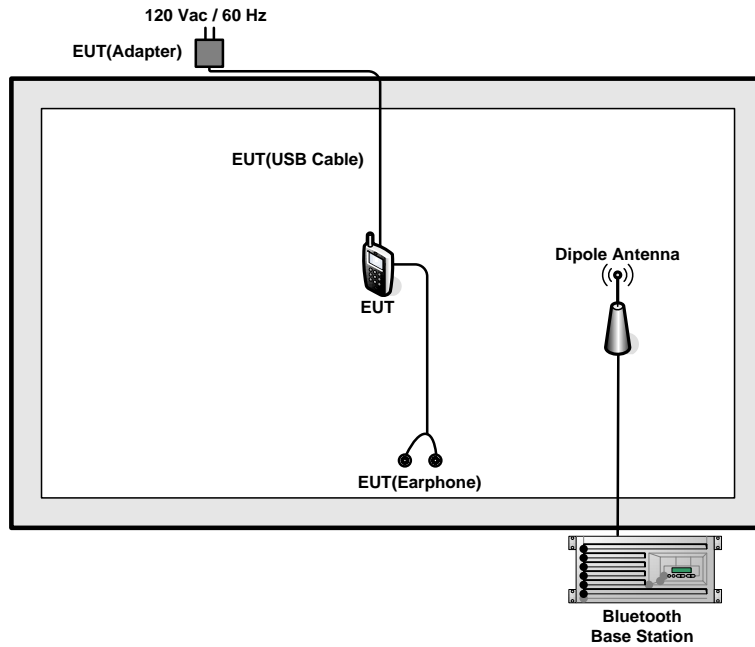 120 Vac / 60 Hz
EUT(Adapter)
EUT(USB Cable)
Dipole Antenna
EUT
EUT(Earphone)
Bluetooth
Base Station